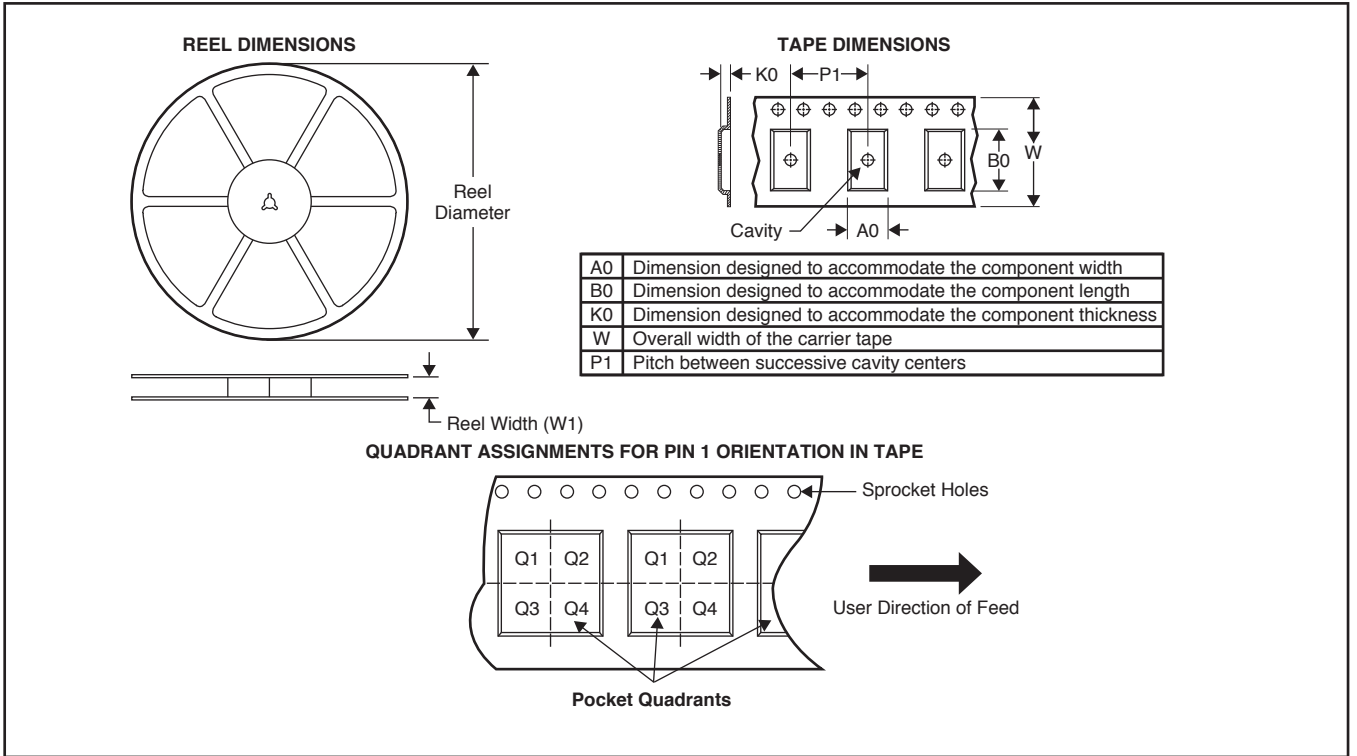 REEL DIMENSIONS
Reel
Diameter
Reel Width (W1)
TAPE DIMENSIONS
K0 P1
B0 W
Cavity A0
A0 Dimension designed to accommodate the component width
B0 Dimension designed to accommodate the component length
K0 Dimension designed to accommodate the component thickness
W Overall width of the carrier tape
P1 Pitch between successive cavity centers
QUADRANT ASSIGNMENTS FOR PIN 1 ORIENTATION IN TAPE
Sprocket Holes
Q1 Q2 Q1 Q2
Q3 Q4 Q3 Q4
User Direction of Feed
Pocket Quadrants